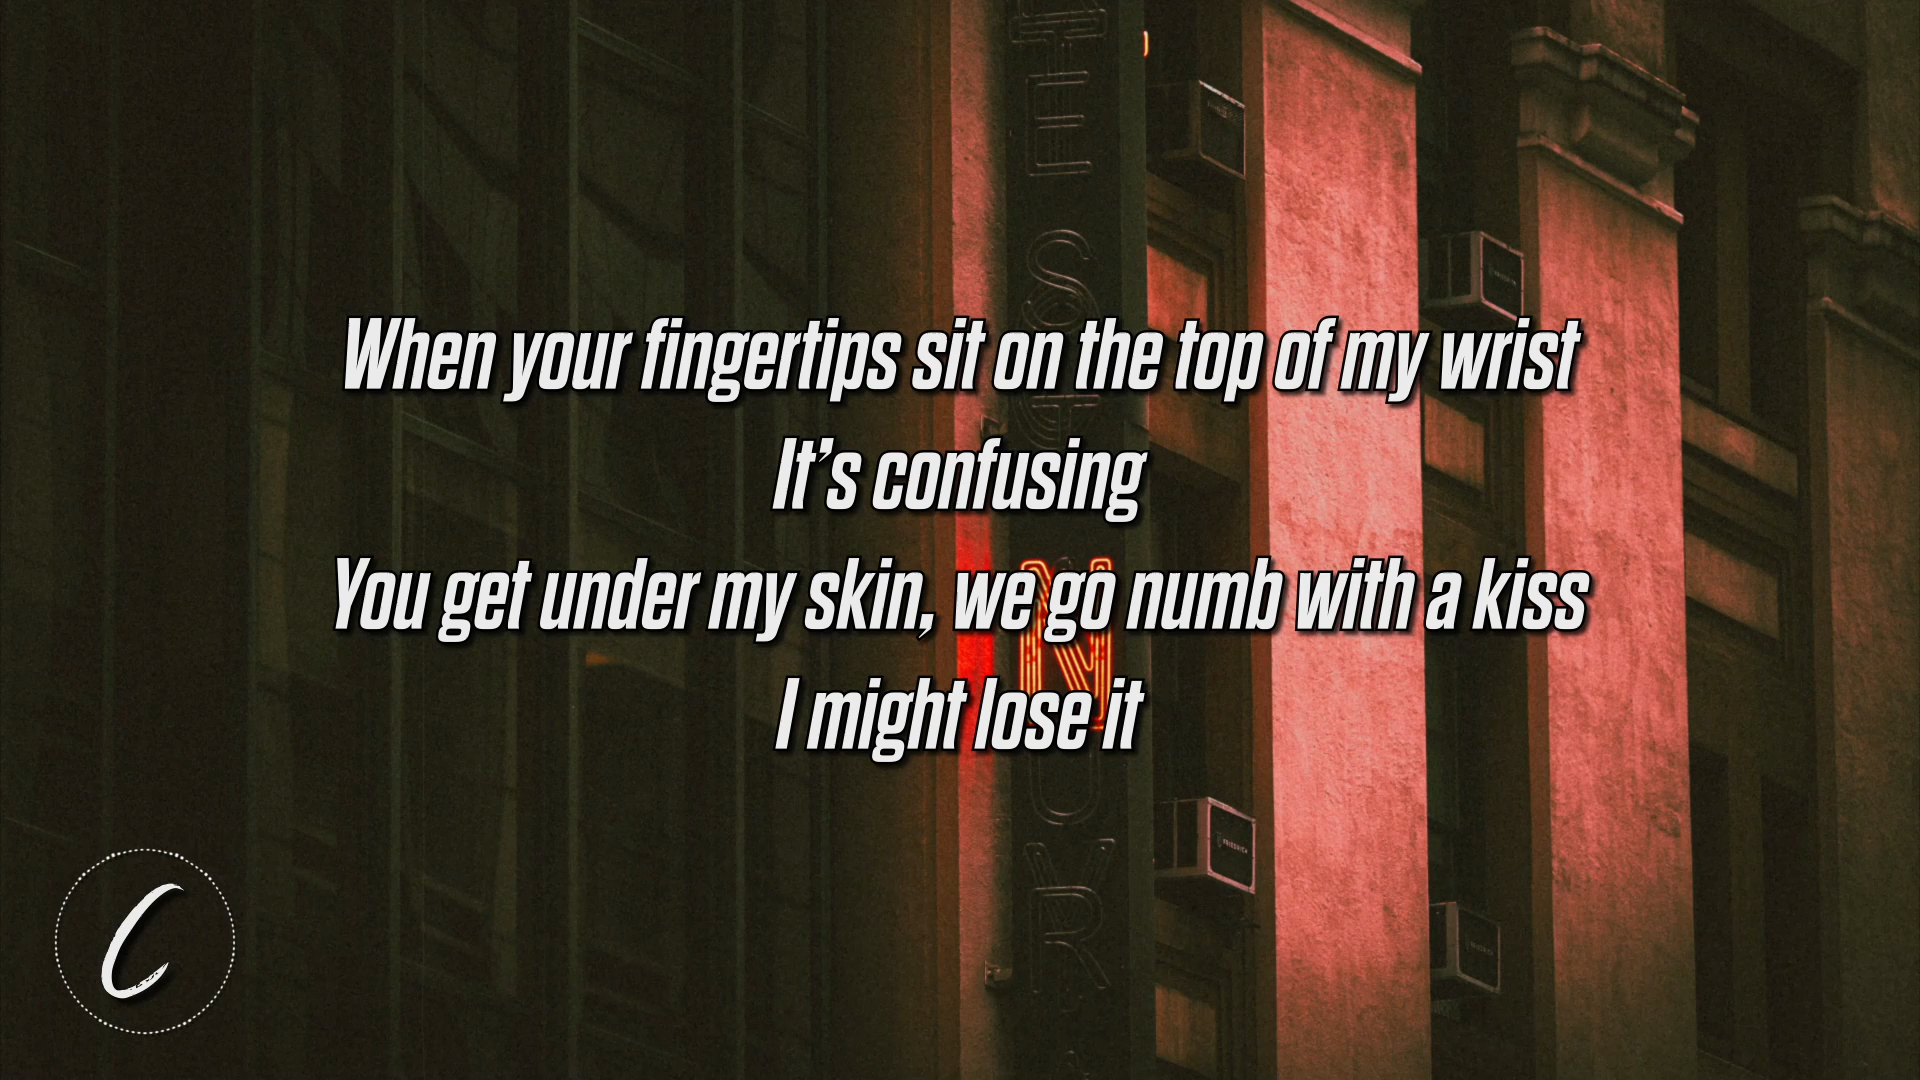 When your fingertips sit on the top of my wrist
It's confusing
You get under my skin, we go numb with a kiss
I might lose it
C
FRIEDRICH